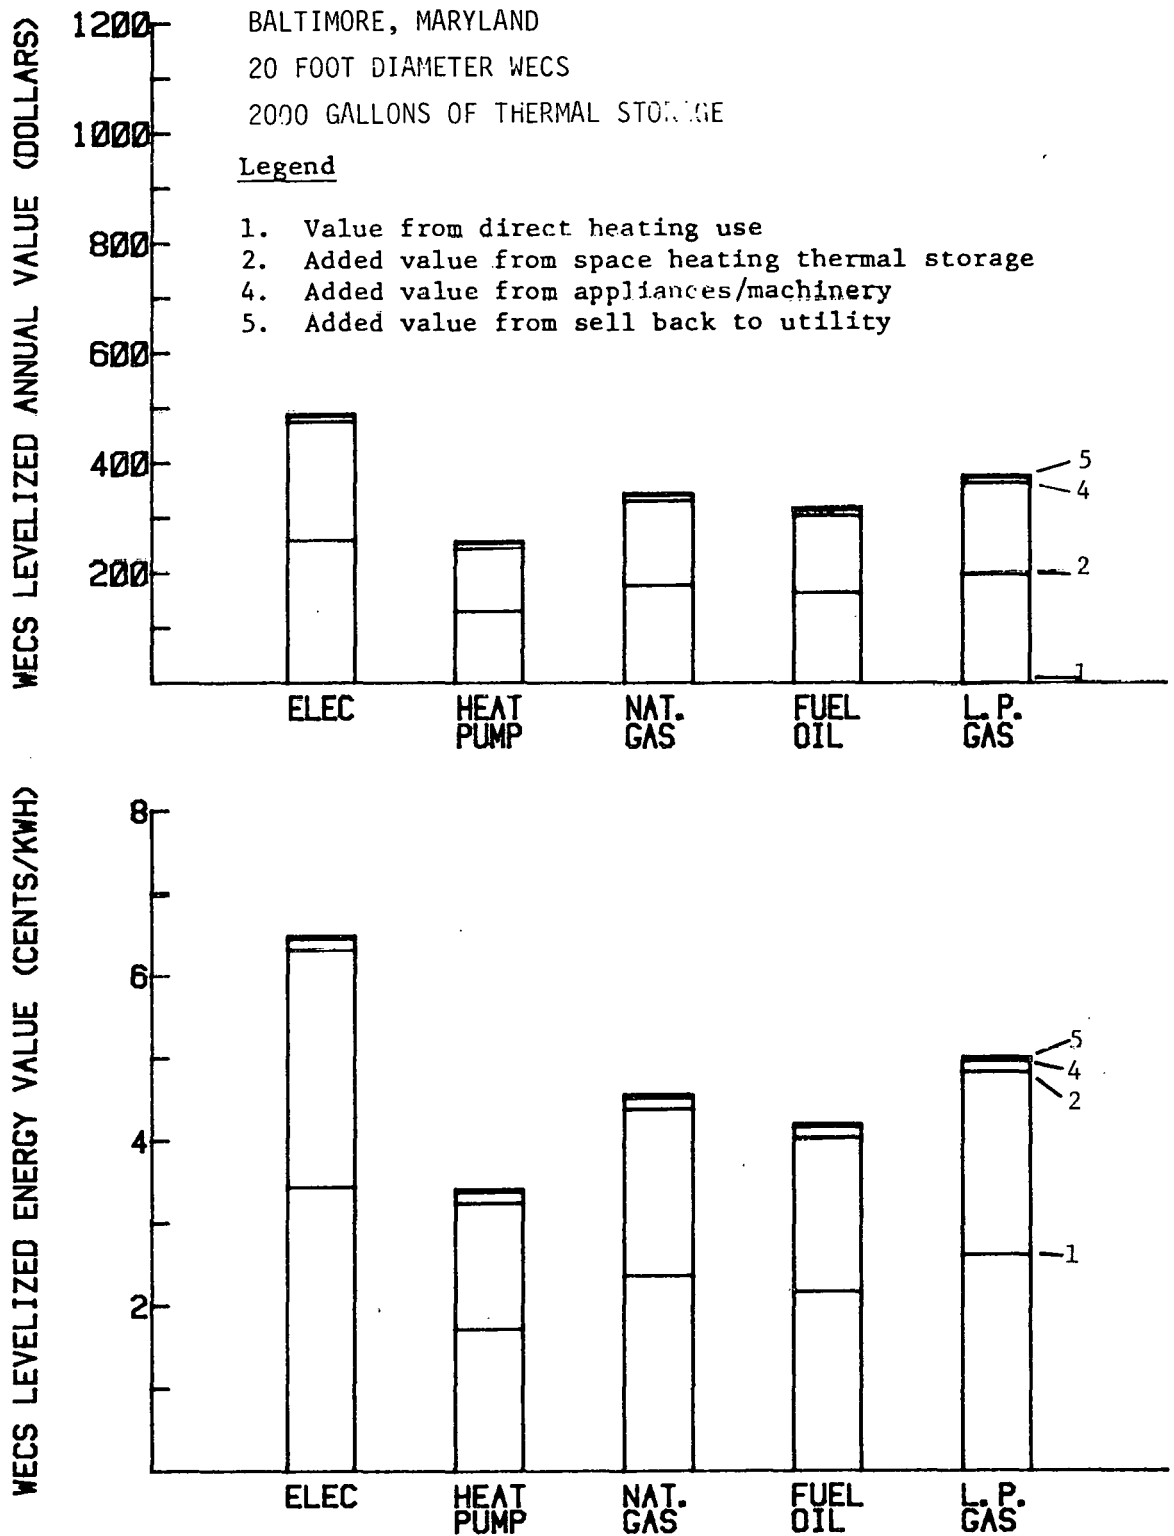 WECS LEVELIZED ANNUAL VALUE (DOLLARS)
1200
1000
800
600
400
200
BALTIMORE, MARYLAND
20 FOOT DIAMETER WECS
2000 GALLONS OF THERMAL
Legend
1. Value from direct heating use
2. Added value from space heating thermal storage
4. Added value from appliances/machinery
5. Added value from sell back to utility
5
4
2
1
ELEC
HEAT PUMP
NAT. GAS
FUEL OIL
L.P. GAS
WECS LEVELIZED ENERGY VALUE (CENTS/KWH)
8
6
4
2
5
4
2
1
ELEC
HEAT PUMP
NAT. GAS
FUEL OIL
L.P. GAS